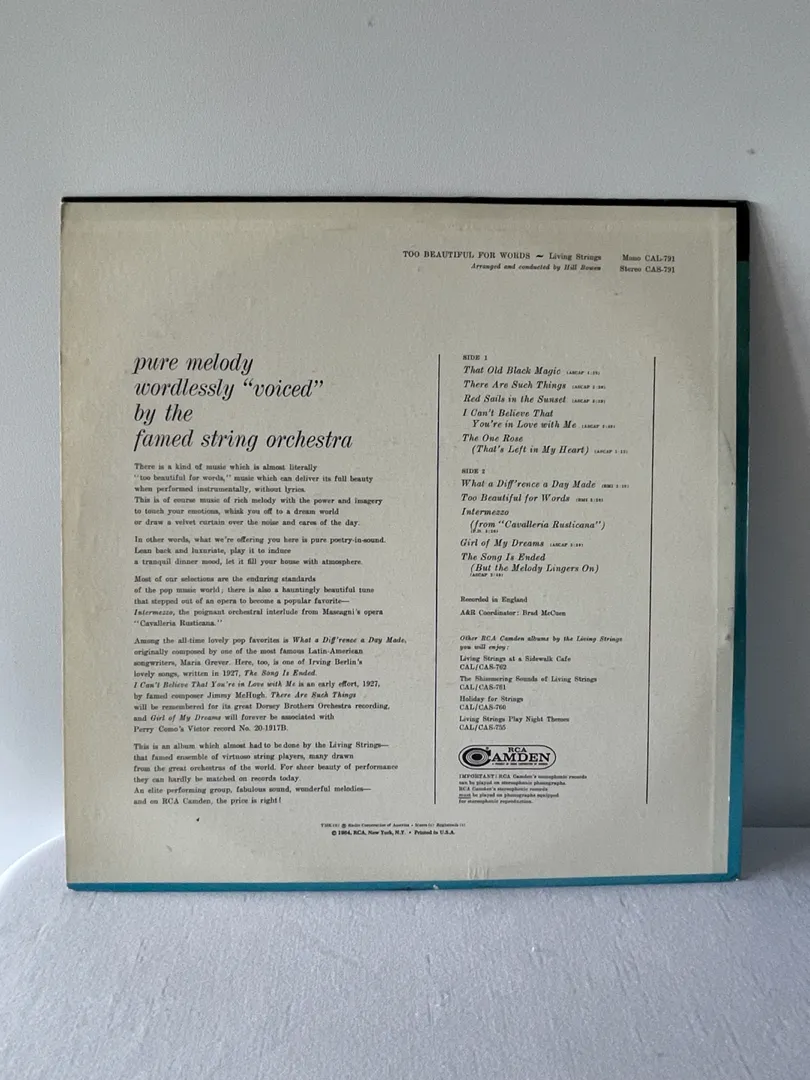 TOO BEAUTIFUL FOR WORDS ~ Living Strings Mono CAL-791
Arranged and conducted by Hill Bowen Stereo CAS-791
pure melody
wordlessly "voiced"
by the
famed string orchestra
There is a kind of music which is almost literally
"too beautiful for words," music which can deliver its full beauty
when performed instrumentally, without lyrics.
This is of course music of rich melody with the power and imagery
to touch your emotions, whisk you off to a dream world
or draw a velvet curtain over the noise and cares of the day.
In other words, what we're offering you here is pure poetry-in-sound.
Lean back and luxuriate, play it to induce
a tranquil dinner mood, let it fill your house with atmosphere.
Most of our selections are the enduring standards
of the pop music world; there is also a hauntingly beautiful tune
that stepped out of an opera to become a popular favorite—
Intermezzo, the poignant orchestral interlude from Mascagni's opera
"Cavalleria Rusticana."
Among the all-time lovely pop favorites is What a Diff'rence a Day Made,
originally composed by one of the most famous Latin-American
songwriters, Maria Grever. Here, too, is one of Irving Berlin's
lovely songs, written in 1927, The Song Is Ended.
I Can't Believe That You're in Love with Me is an early effort, 1927,
by famed composer Jimmy McHugh. There Are Such Things
will be remembered for its great Dorsey Brothers Orchestra recording,
and Girl of My Dreams will forever be associated with
Perry Como's Victor record No. 20-1917B.
This is an album which almost had to be done by the Living Strings—
that famed ensemble of virtuoso string players, many drawn
from the great orchestras of the world. For sheer beauty of performance
they can hardly be matched on records today.
An elite performing group, fabulous sound, wonderful melodies—
and on RCA Camden, the price is right!
SIDE 1
That Old Black Magic (ASCAP
There Are Such Things (ASCAP
Red Sails in the Sunset (ASCAP
I Can't Believe That
You're in Love with Me (ASCAP
The One Rose
(That's Left in My Heart) (ASCAP
SIDE 2
What a Diff'rence a Day Made (BMI
Too Beautiful for Words (BMI
Intermezzo
(from "Cavalleria Rusticana")
(P.D.
Girl of My Dreams (ASCAP
The Song Is Ended
(But the Melody Lingers On)
(ASCAP
Recorded in England
A&R Coordinator: Brad McCuen
Other RCA Camden albums by the Living Strings
you will enjoy:
Living Strings at a Sidewalk Cafe
CAL/CAS-762
The Shimmering Sounds of Living Strings
CAL/CAS-761
Holiday for Strings
CAL/CAS-760
Living Strings Play Night Themes
CAL/CAS-755
RCA
CAMDEN
IMPORTANT! RCA Camden's monophonic records
can be played on stereophonic phonographs.
RCA Camden's stereophonic records
must be played on phonographs equipped
for stereophonic reproduction.
® Radio Corporation of America • Marca(s) Registrada(s)
© 1964, RCA, New York, N.Y. • Printed in U.S.A.